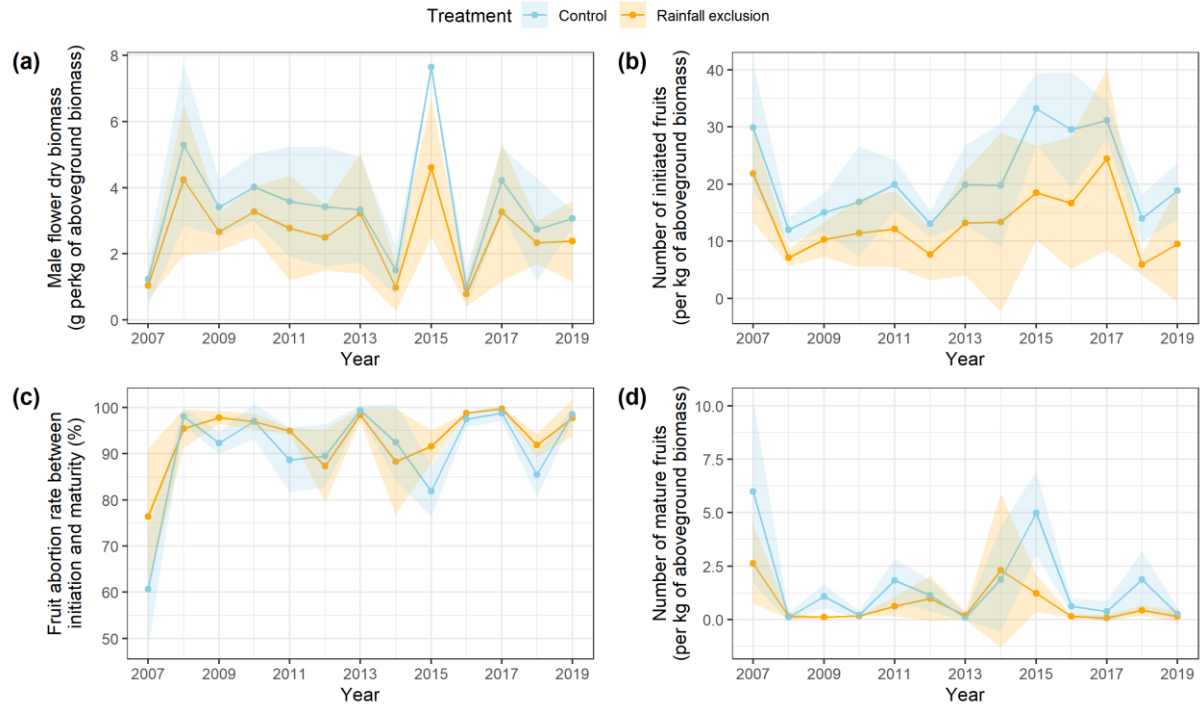 Treatment Control Rainfall exclusion
(a)
Male flower dry biomass
(g perkg of aboveground biomass)
8
6
4
2
0
2007 2009 2011 2013 2015 2017 2019
Year
(b)
Number of initiated fruits
(per kg of aboveground biomass)
40
30
20
10
0
2007 2009 2011 2013 2015 2017 2019
Year
(c)
Fruit abortion rate between
initiation and maturity (%)
100
90
80
70
60
50
2007 2009 2011 2013 2015 2017 2019
Year
(d)
Number of mature fruits
(per kg of aboveground biomass)
10.0
7.5
5.0
2.5
0.0
2007 2009 2011 2013 2015 2017 2019
Year